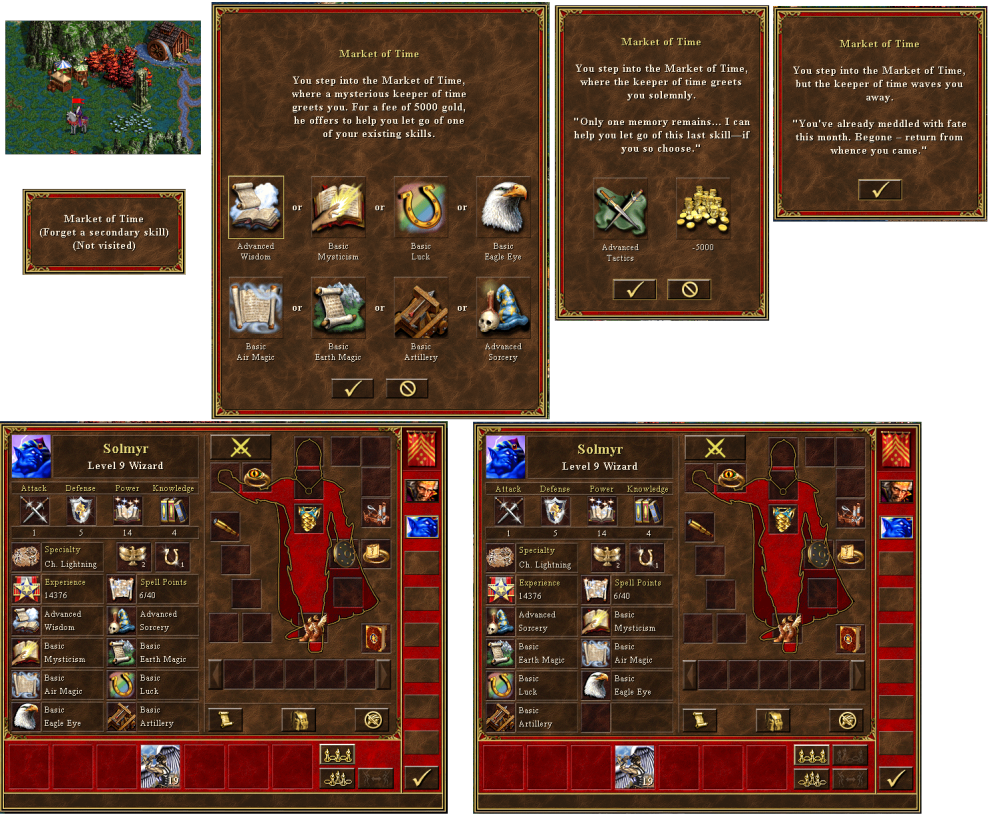 Market of Time
(Forget a secondary skill)
(Not visited)
Market of Time
You step into the Market of Time,
where a mysterious keeper of time
greets you. For a fee of 5000 gold,
he offers to help you let go of one
of your existing skills.
or
or
or
Advanced
Wisdom
Basic
Mysticism
Basic
Luck
Basic
Eagle Eye
or
or
or
Basic
Air Magic
Basic
Earth Magic
Basic
Artillery
Advanced
Sorcery
Market of Time
You step into the Market of Time,
where the keeper of time greets
you solemnly.
"Only one memory remains... I can
help you let go of this last skill—if
you so choose."
Advanced
Tactics
-5000
Market of Time
You step into the Market of Time,
but the keeper of time waves you
away.
"You've already meddled with fate
this month. Begone – return from
whence you came."
Solmyr
Level 9 Wizard
Attack Defense Power Knowledge
1 5 14 4
Specialty
Ch. Lightning
2 1
Experience
14376
Spell Points
6/40
Advanced
Wisdom
Advanced
Sorcery
Basic
Mysticism
Basic
Earth Magic
Basic
Air Magic
Basic
Luck
Basic
Eagle Eye
Basic
Artillery
19
Solmyr
Level 9 Wizard
Attack Defense Power Knowledge
1 5 14 4
Specialty
Ch. Lightning
2 1
Experience
14376
Spell Points
6/40
Advanced
Sorcery
Basic
Mysticism
Basic
Earth Magic
Basic
Air Magic
Basic
Luck
Basic
Eagle Eye
Basic
Artillery
19